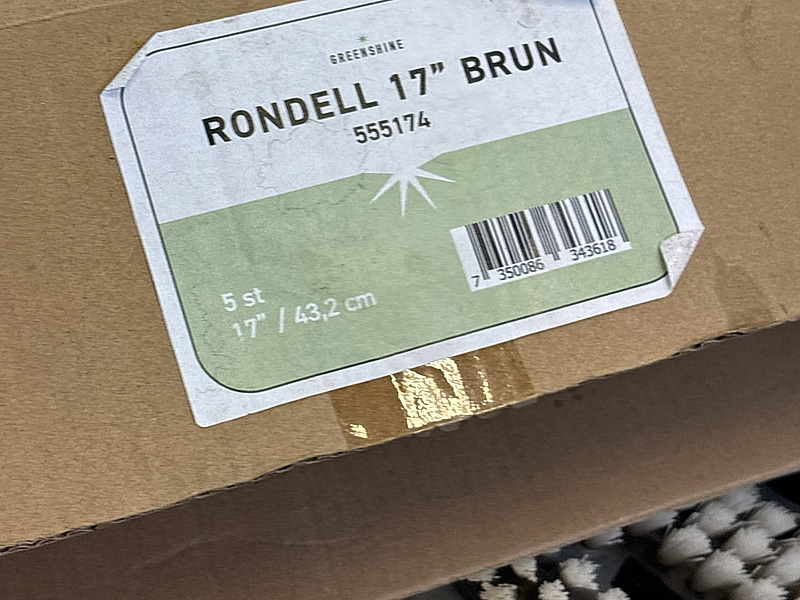 GREENSHINE
RONDELL 17” BRUN
555174
7 350086 343618
5 st
17” / 43,2 cm